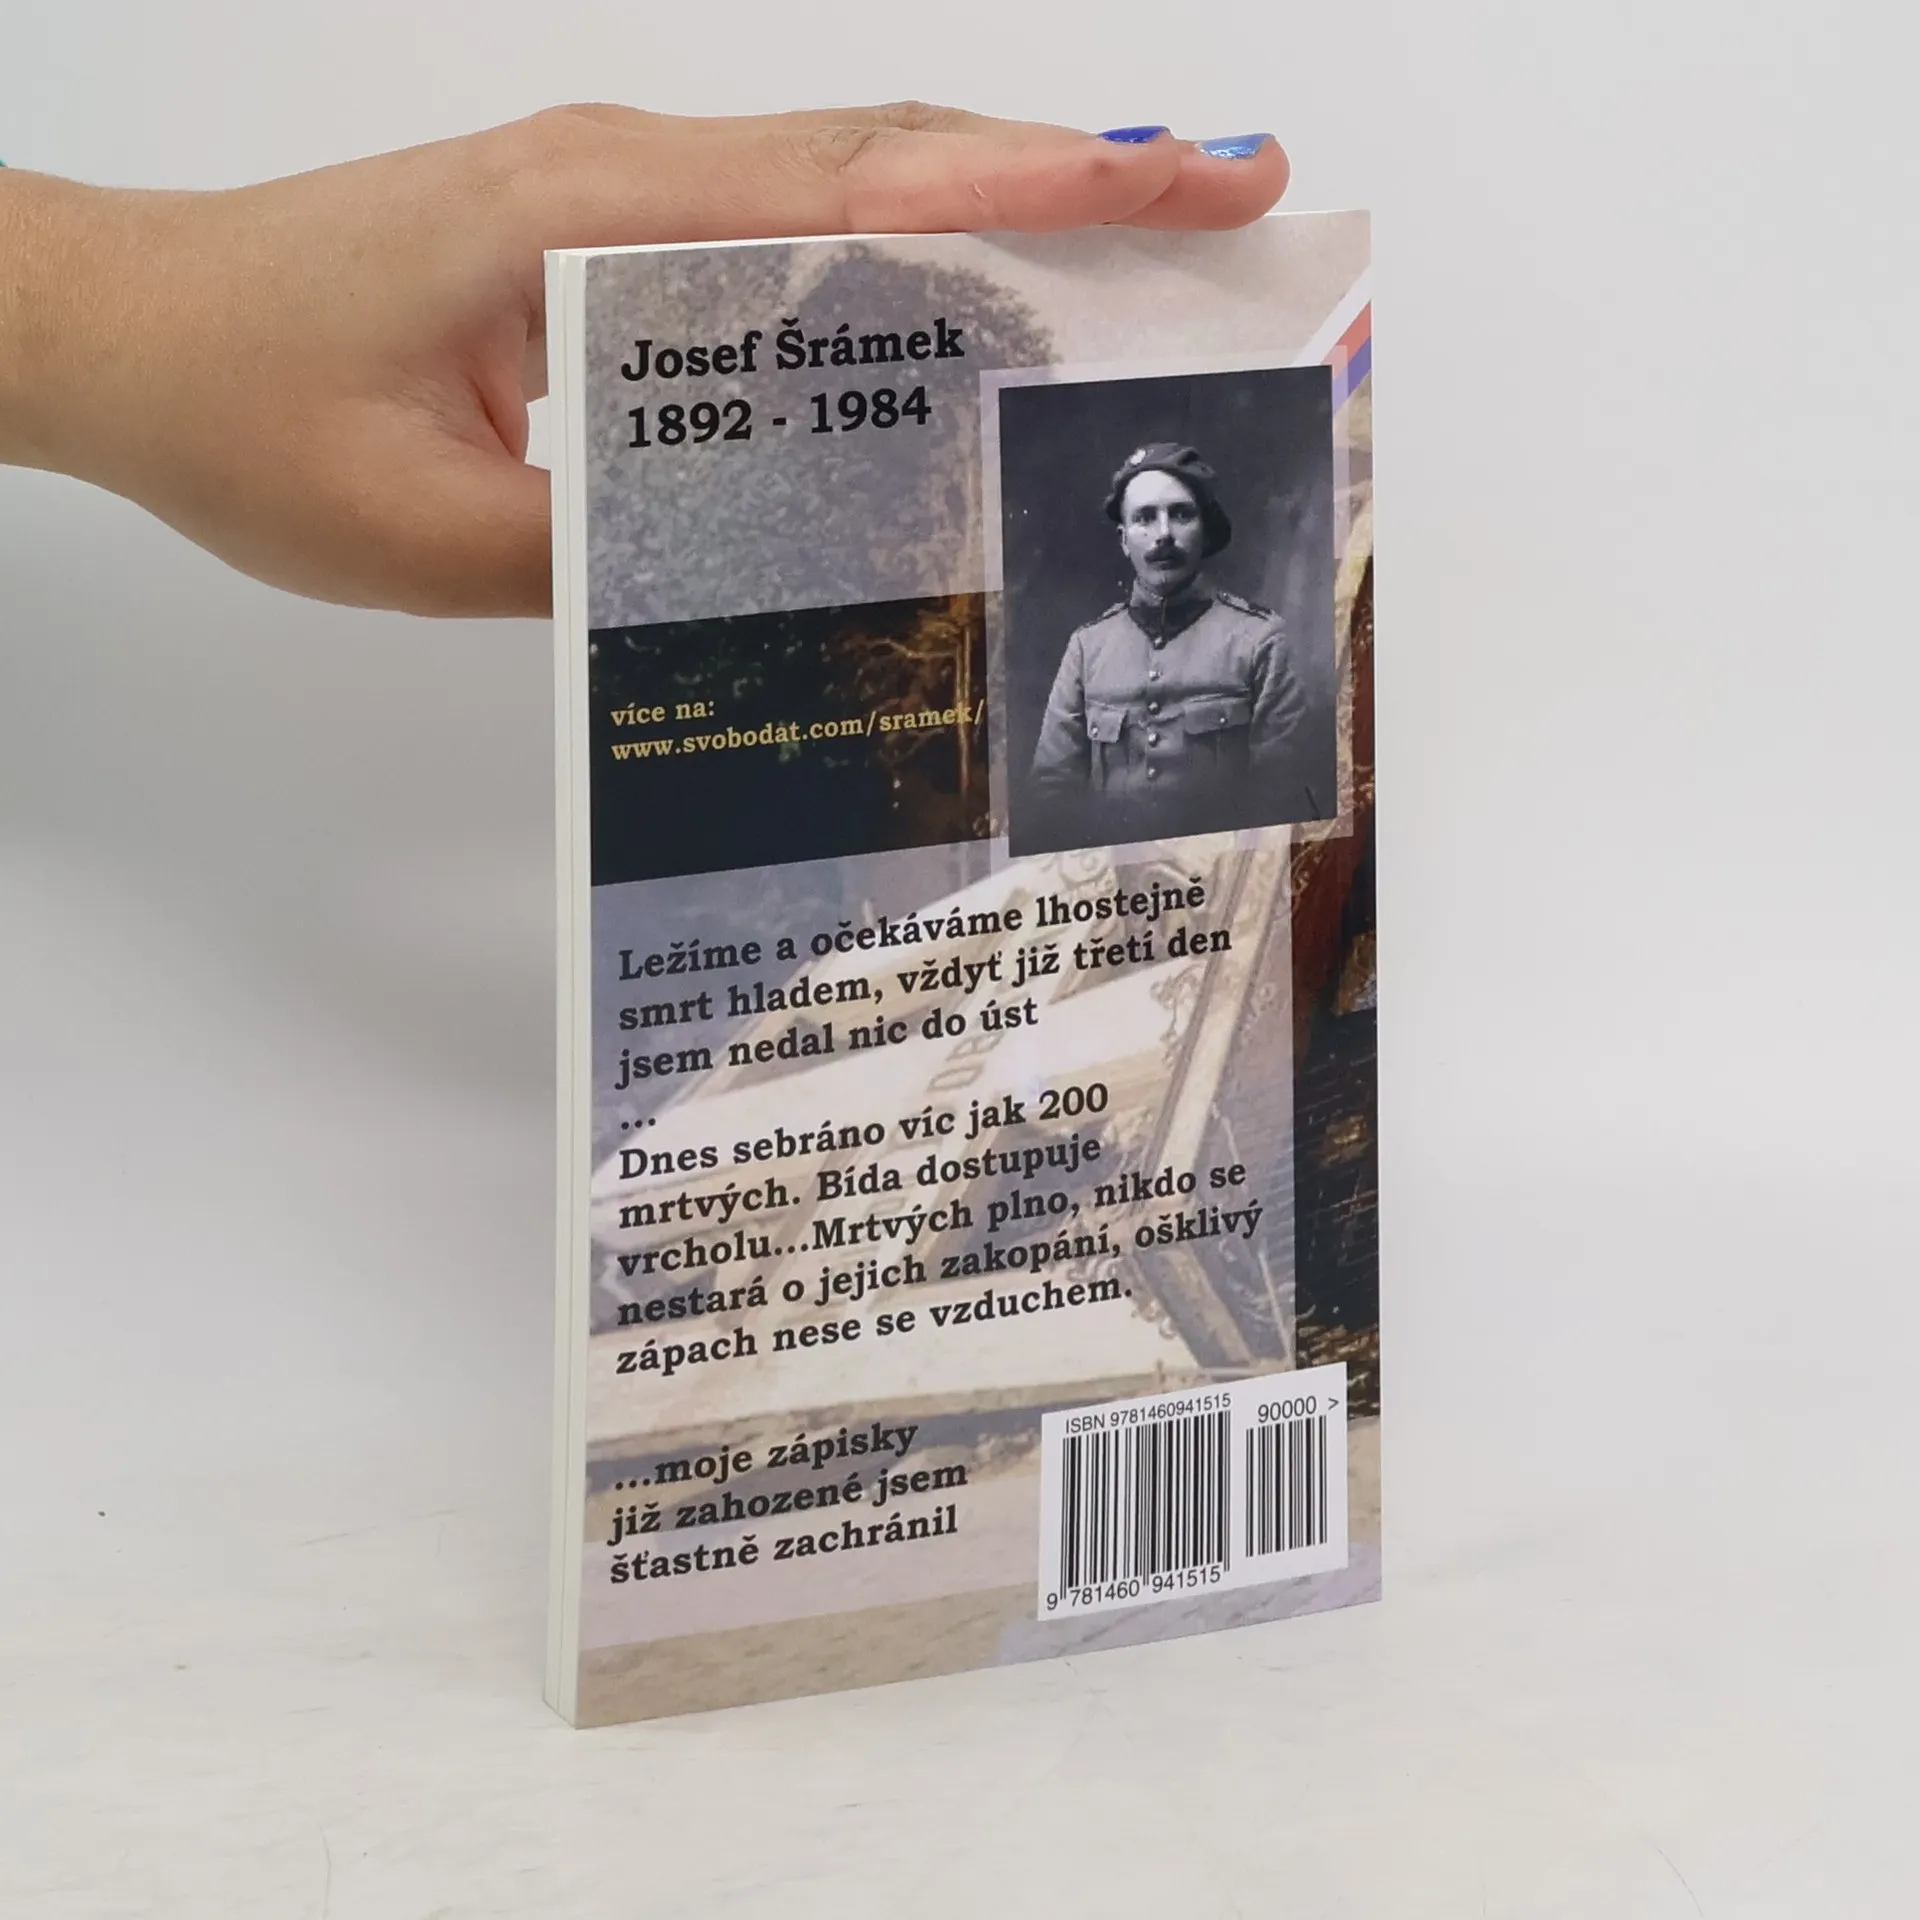 Josef Šrámek
1892 - 1984
více na:
www.svobodat.com/sramek/
Ležíme a očekáváme lhostejně
smrt hladem, vždyť již třetí den
jsem nedal nic do úst
...
Dnes sebráno víc jak 200
mrtvých. Bída dostupuje
vrcholu...Mrtvých plno, nikdo se
nestará o jejich zakopání, ošklivý
zápach nese se vzduchem.
...moje zápisky
již zahozené jsem
šťastně zachránil
ISBN 9781460941515
90000 >
9 781460 941515